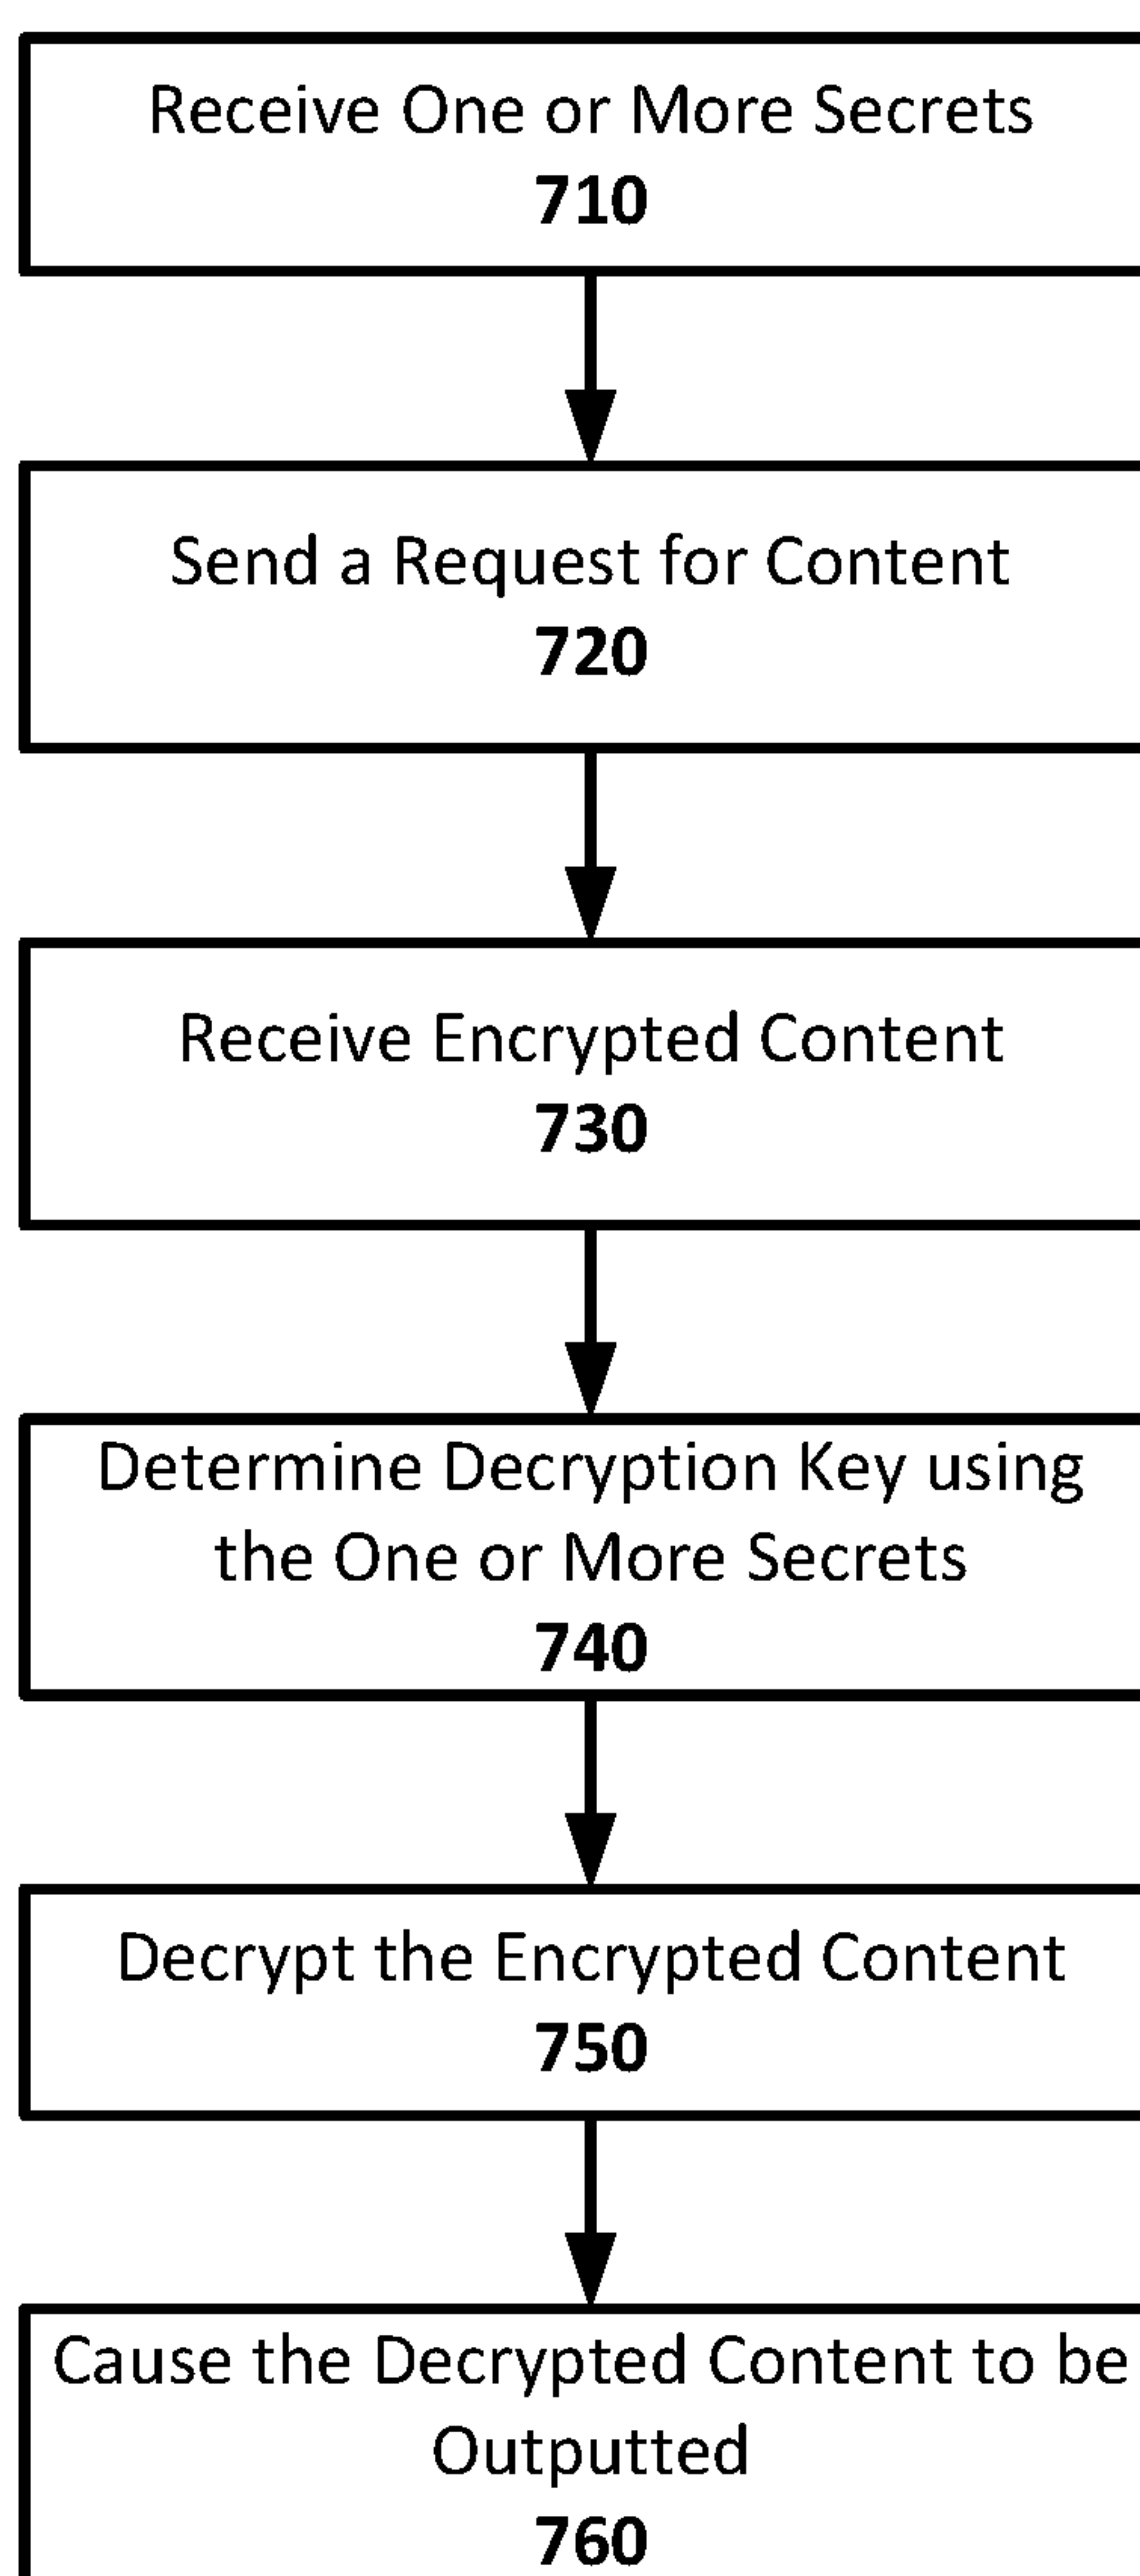 Receive One or More Secrets
710
Send a Request for Content
720
Receive Encrypted Content
730
Determine Decryption Key using
the One or More Secrets
740
Decrypt the Encrypted Content
750
Cause the Decrypted Content to be
Outputted
760